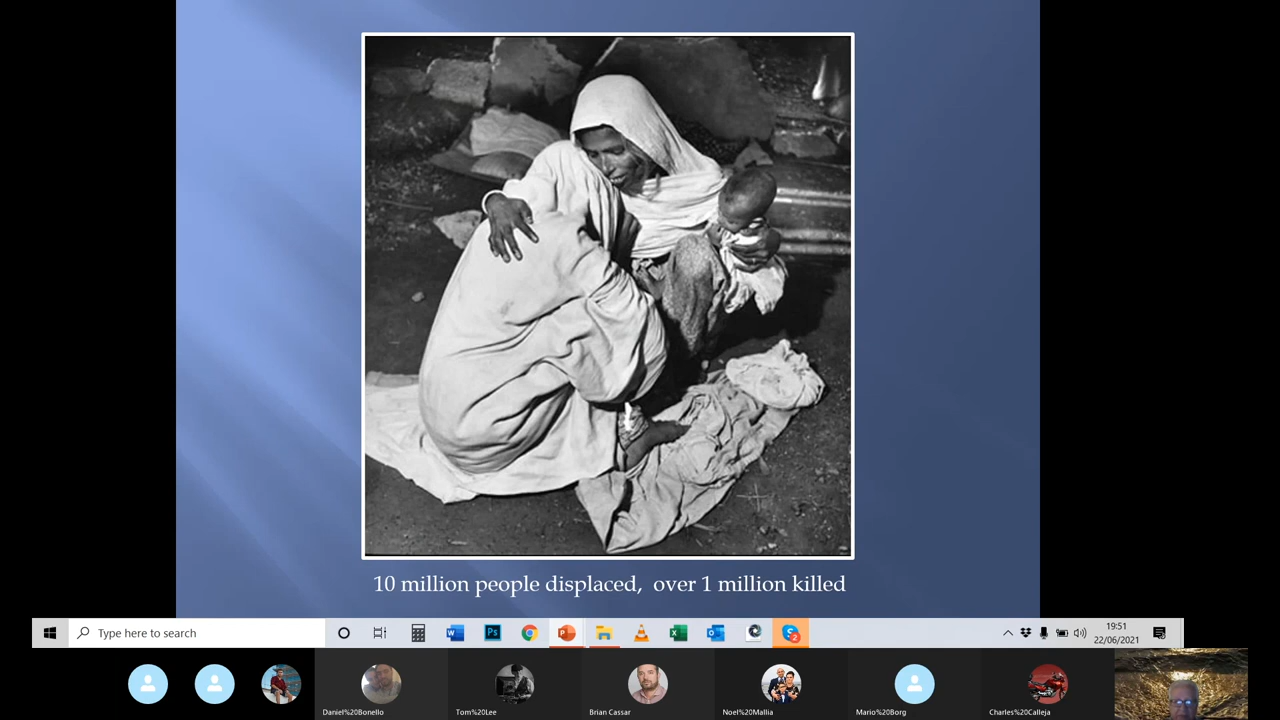 10 million people displaced,  over 1 million killed
Type here to search
19:51
22/06/2021
2
Daniel%20Bonello
Tom%20Lee
Brian Cassar
Noel%20Mallia
Mario%20Borg
Charles%20Calleja